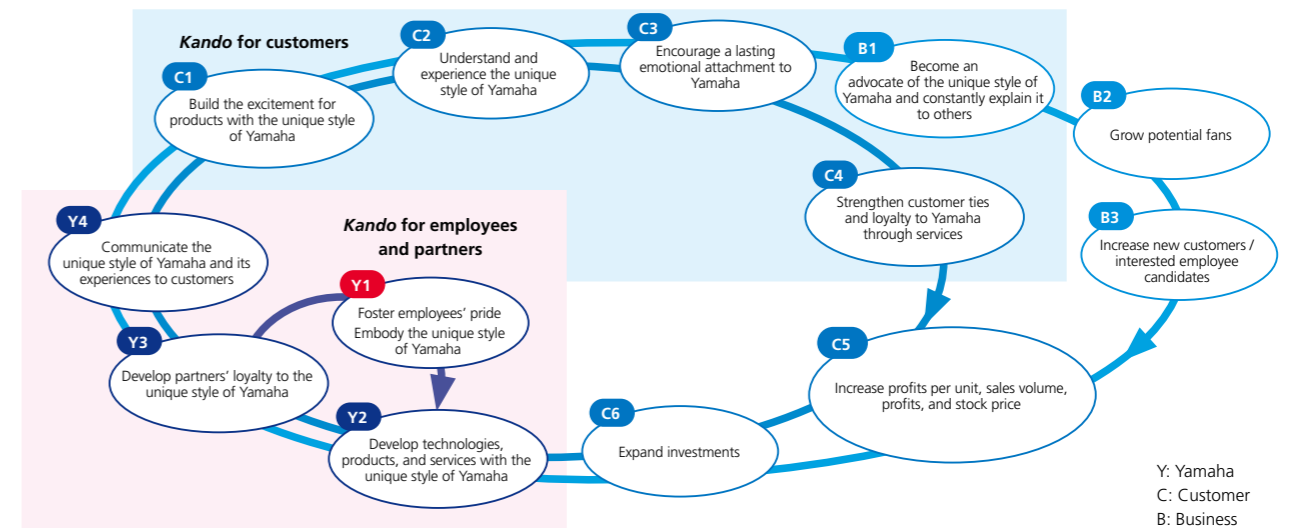 Kando for customers
C1
Build the excitement for
products with the unique style
of Yamaha
C2
Understand and
experience the unique
style of Yamaha
C3
Encourage a lasting
emotional attachment to
Yamaha
B1
Become an
advocate of the unique style of
Yamaha and constantly explain it
to others
B2
Grow potential fans
B3
Increase new customers /
interested employee
candidates
C4
Strengthen customer ties
and loyalty to Yamaha
through services
Kando for employees
and partners
Y4
Communicate the
unique style of Yamaha and its
experiences to customers
Y1
Foster employees' pride
Embody the unique style
of Yamaha
Y3
Develop partners' loyalty to the
unique style of Yamaha
Y2
Develop technologies,
products, and services with the
unique style of Yamaha
C6
Expand investments
C5
Increase profits per unit, sales volume,
profits, and stock price
Y: Yamaha
C: Customer
B: Business